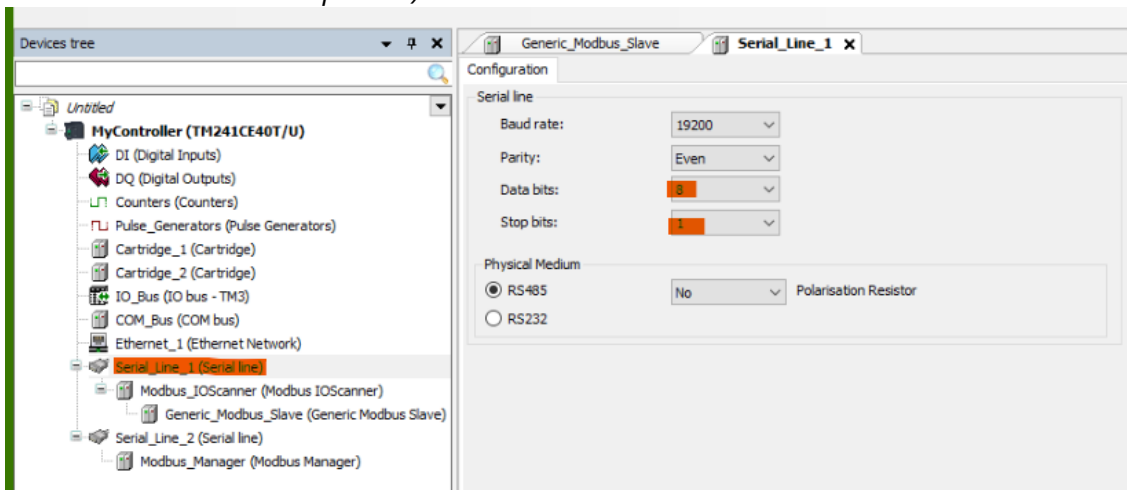 Devices tree
Untitled
MyController (TM241CE40T/U)
DI (Digital Inputs)
DQ (Digital Outputs)
Counters (Counters)
Pulse_Generators (Pulse Generators)
Cartridge_1 (Cartridge)
Cartridge_2 (Cartridge)
IO_Bus (IO bus - TM3)
COM_Bus (COM bus)
Ethernet_1 (Ethernet Network)
Serial_Line_1 (Serial line)
Modbus_IOScanner (Modbus IOScanner)
Generic_Modbus_Slave (Generic Modbus Slave)
Serial_Line_2 (Serial line)
Modbus_Manager (Modbus Manager)
Generic_Modbus_Slave Serial_Line_1 X
Configuration
Serial line
Baud rate: 19200
Parity: Even
Data bits: 8
Stop bits: 1
Physical Medium
RS485 No Polarisation Resistor
RS232